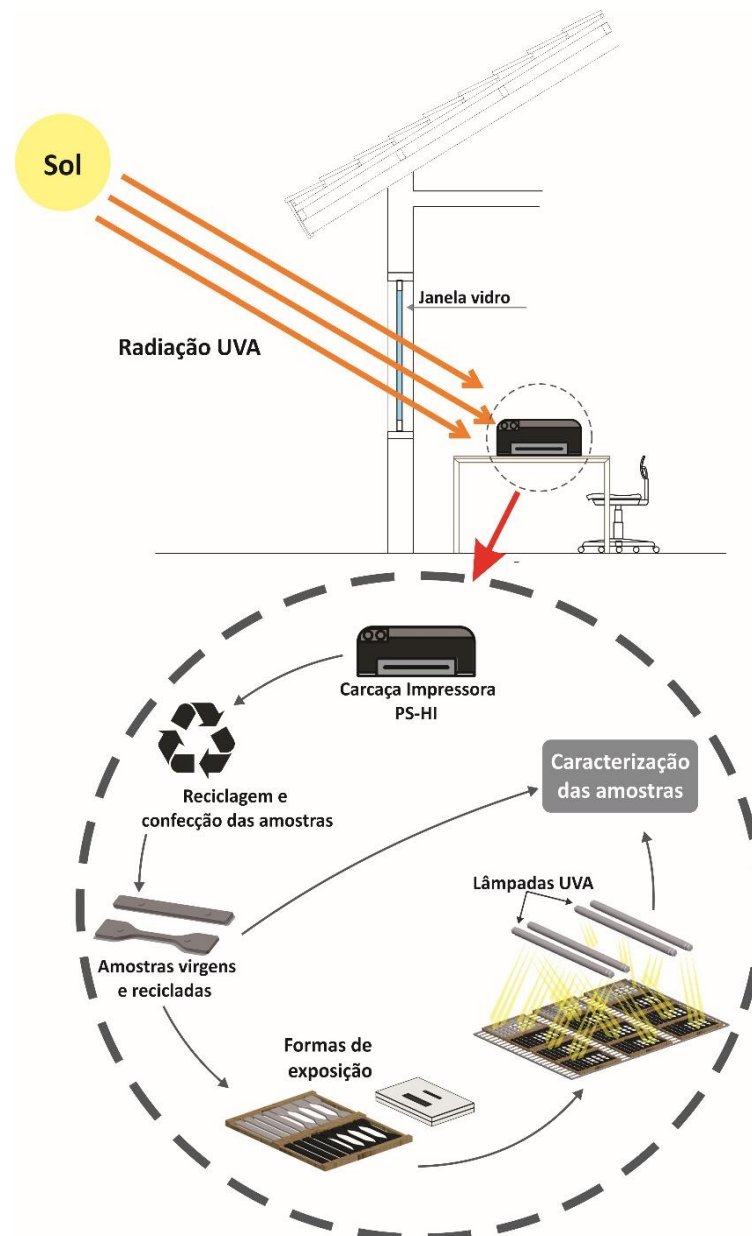 Sol
Janela vidro
Radiação UVA
Carcaça Impressora
PS-HI
Reciclagem e
confecção das amostras
Caracterização
das amostras
Lâmpadas UVA
Amostras virgens
e recicladas
Formas de
exposição